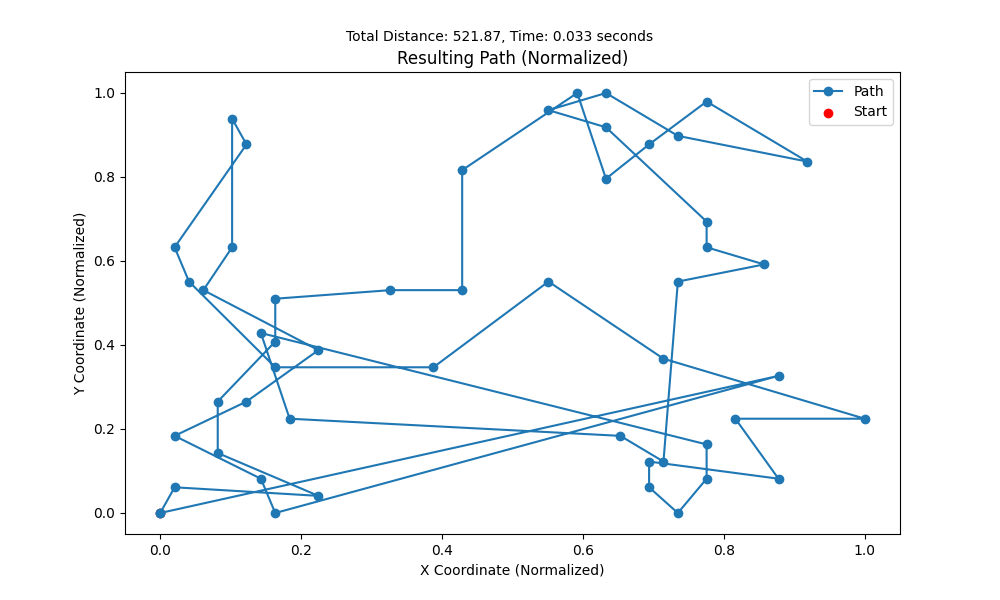 Total Distance: 521.87, Time: 0.033 seconds
Resulting Path (Normalized)
Path
Start
Y Coordinate (Normalized)
1.0
0.8
0.6
0.4
0.2
0.0
0.0 0.2 0.4 0.6 0.8 1.0
X Coordinate (Normalized)